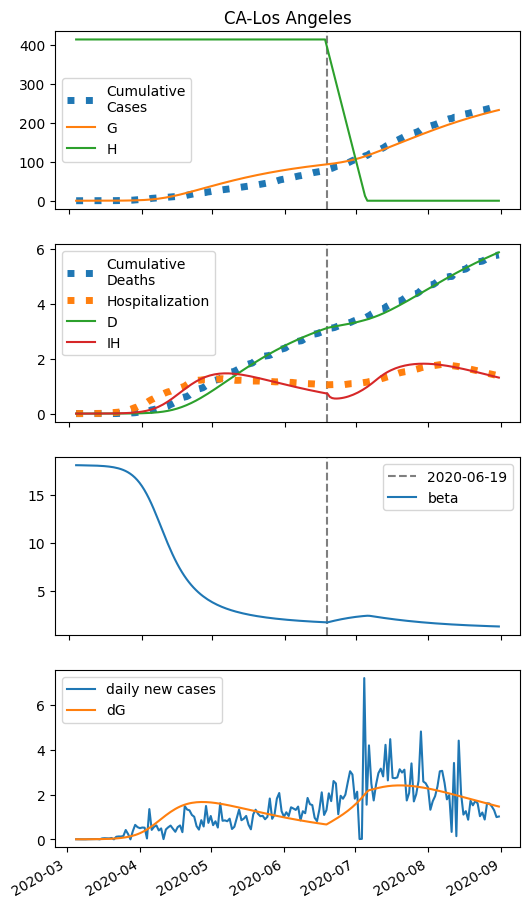 CA-Los Angeles
400
300
200
100
0
Cumulative
Cases
G
H
6
4
2
0
Cumulative
Deaths
Hospitalization
D
IH
15
10
5
2020-06-19
beta
6
4
2
0
daily new cases
dG
2020-03
2020-04
2020-05
2020-06
2020-07
2020-08
2020-09